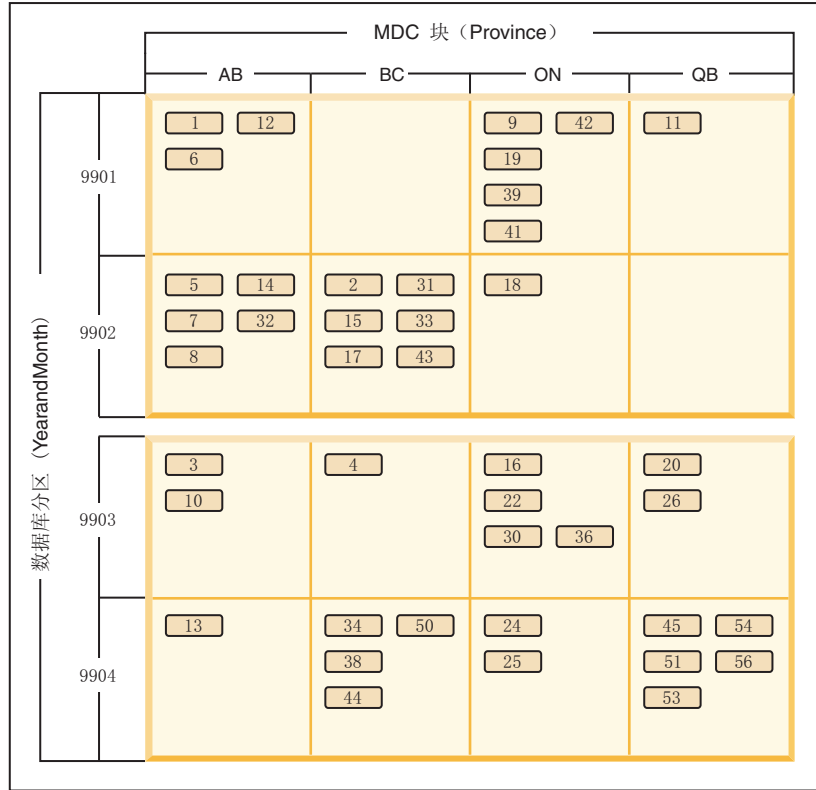 MDC 块（Province）
AB BC ON QB
数据库分区（YearandMonth）
9901
1 12 9 42 11
6 19
39
41
9902
5 14 2 31 18
7 32 15 33
8 17 43
9903
3 4 16 20
10 22 26
30 36
9904
13 34 50 24 45 54
38 25 51 56
44 53